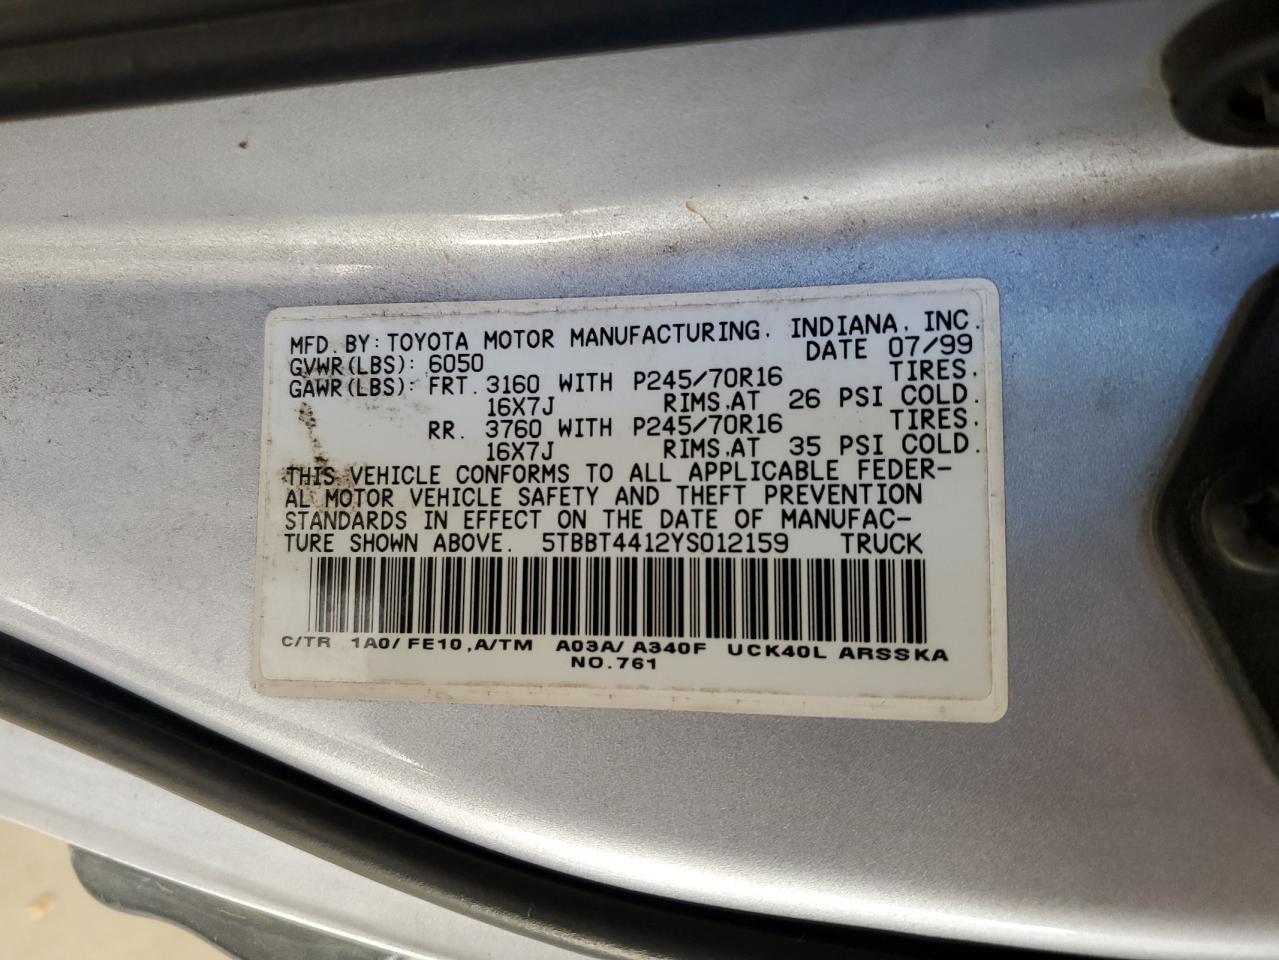 MFD. BY: TOYOTA MOTOR MANUFACTURING, INDIANA, INC.
GVWR(LBS): 6050 DATE 07/99
GAWR(LBS): FRT. 3160 WITH P245/70R16 TIRES.
16X7J RIMS.AT 26 PSI COLD.
RR. 3760 WITH P245/70R16 TIRES.
16X7J RIMS.AT 35 PSI COLD.
THIS VEHICLE CONFORMS TO ALL APPLICABLE FEDER-
AL MOTOR VEHICLE SAFETY AND THEFT PREVENTION
STANDARDS IN EFFECT ON THE DATE OF MANUFAC-
TURE SHOWN ABOVE. 5TBBT4412YS012159 TRUCK
C/TR 1A0/FE10,A/TM A03A/A340F UCK40L ARSSKA
NO.761